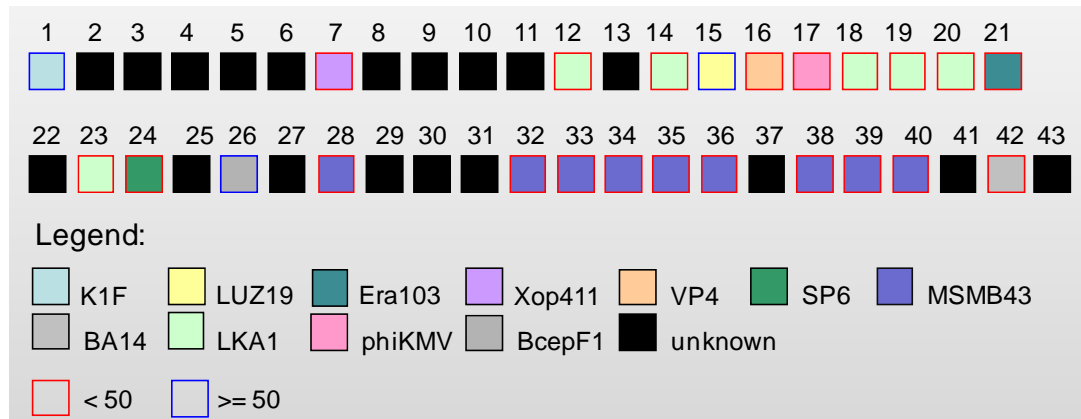 1 2 3 4 5 6 7 8 9 10 11 12 13 14 15 16 17 18 19 20 21
22 23 24 25 26 27 28 29 30 31 32 33 34 35 36 37 38 39 40 41 42 43
Legend:
K1F LUZ19 Era103 Xop411 VP4 SP6 MSMB43
BA14 LKA1 phiKMV BcepF1 unknown
< 50 >= 50